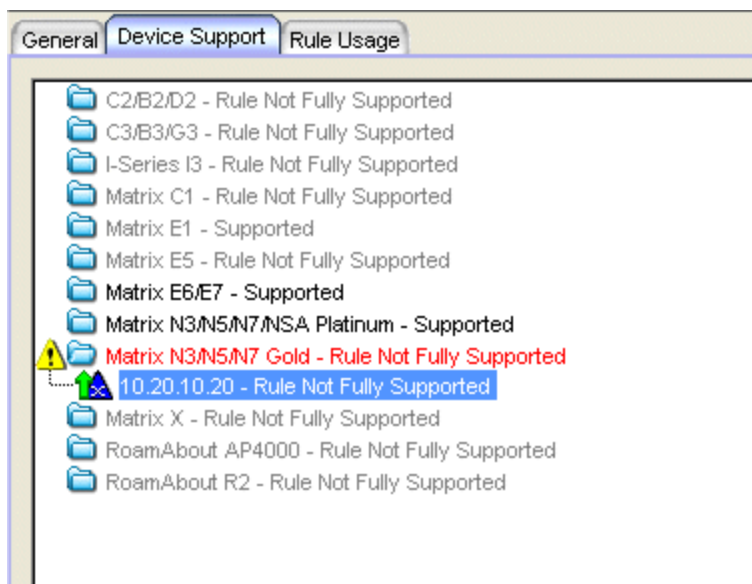 General Device Support Rule Usage
C2/B2/D2 - Rule Not Fully Supported
C3/B3/G3 - Rule Not Fully Supported
I-Series I3 - Rule Not Fully Supported
Matrix C1 - Rule Not Fully Supported
Matrix E1 - Supported
Matrix E5 - Rule Not Fully Supported
Matrix E6/E7 - Supported
Matrix N3/N5/N7/NSA Platinum - Supported
Matrix N3/N5/N7 Gold - Rule Not Fully Supported
10.20.10.20 - Rule Not Fully Supported
Matrix X - Rule Not Fully Supported
RoamAbout AP4000 - Rule Not Fully Supported
RoamAbout R2 - Rule Not Fully Supported